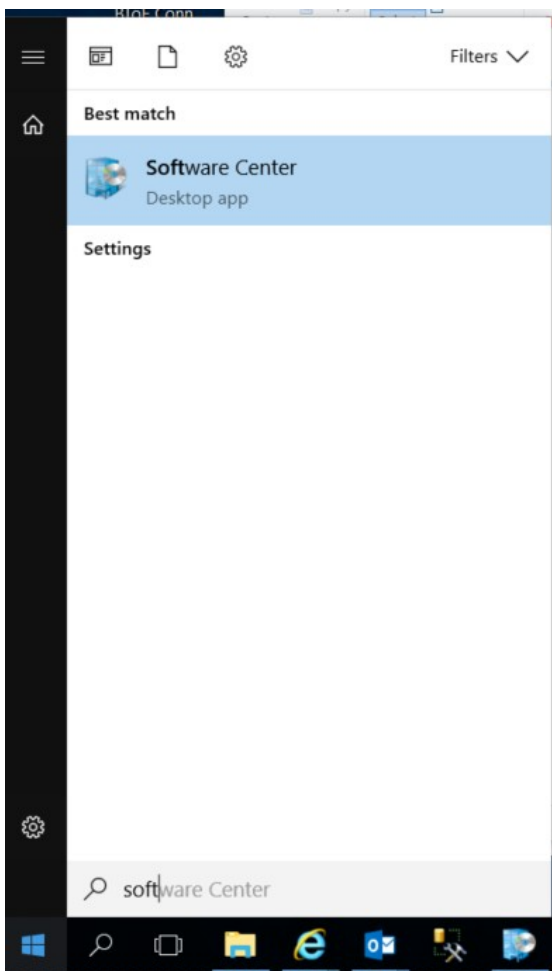 Filters
Best match
Software Center
Desktop app
Settings
software Center